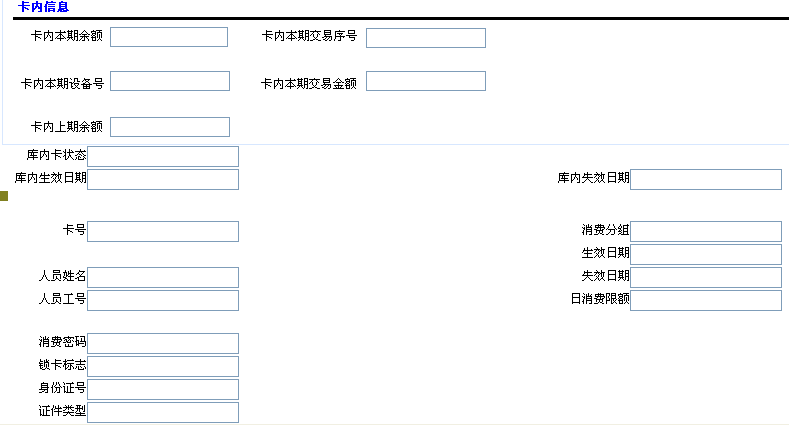 卡内信息
卡内本期余额 卡内本期交易序号
卡内本期设备号 卡内本期交易金额
卡内上期余额
库内卡状态
库内生效日期 库内失效日期
卡号 消费分组
生效日期
人员姓名 失效日期
人员工号 日消费限额
消费密码
锁卡标志
身份证号
证件类型